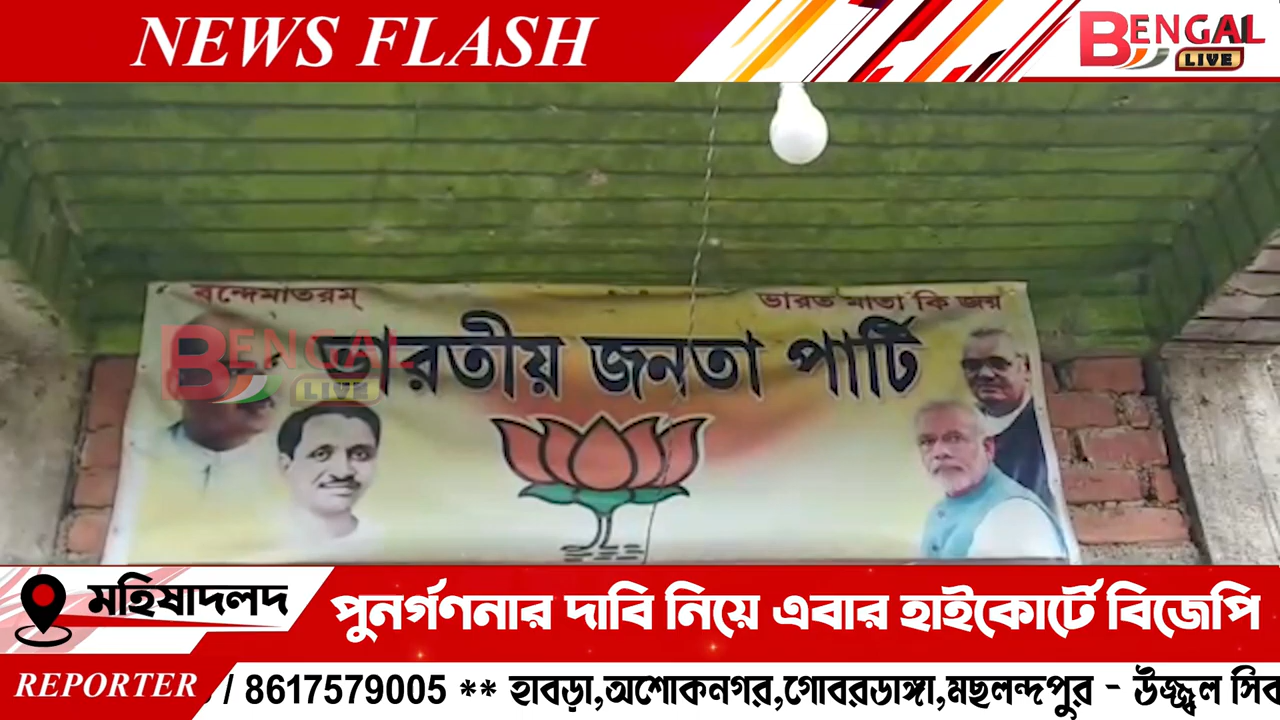 NEWS FLASH
BENGAL
LIVE
বন্দেমাতরম্
ভারত মাতা কি জয়
BENGAL
LIVE
ভারতীয় জনতা পার্টি
মহিষাদলদ
পুনর্গণনার দাবি নিয়ে এবার হাইকোর্টে বিজেপি
REPORTER
/ 8617579005 ** হাবড়া,অশোকনগর,গোবরডাঙ্গা,মছলন্দপুর - উজ্জ্বল